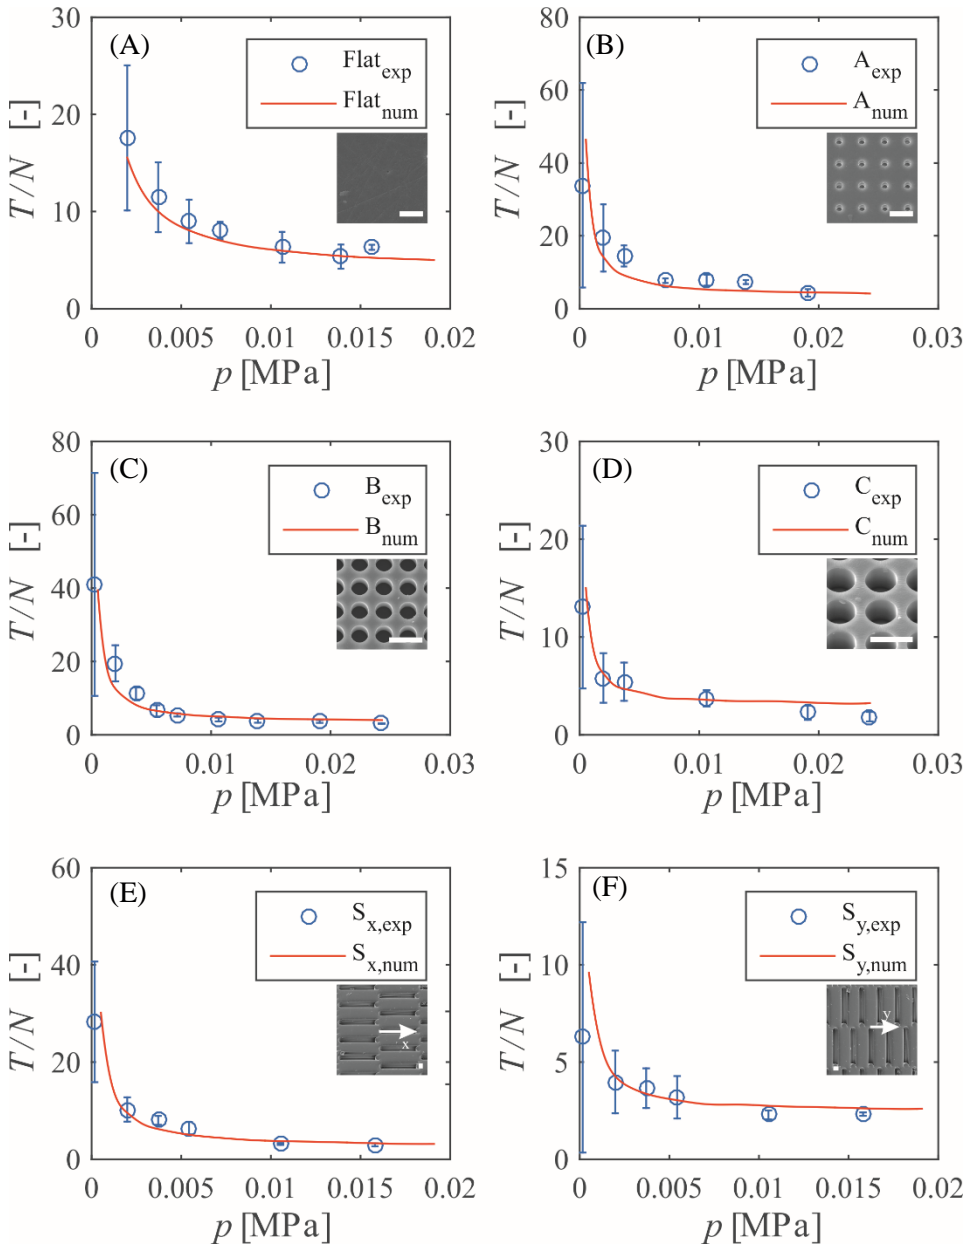 (A)
Flat_exp
Flat_num
30
20
10
0
T/N [-]
0 0.005 0.01 0.015 0.02
p [MPa]
(B)
A_exp
A_num
80
60
40
20
0
T/N [-]
0 0.01 0.02 0.03
p [MPa]
(C)
B_exp
B_num
80
60
40
20
0
T/N [-]
0 0.01 0.02 0.03
p [MPa]
(D)
C_exp
C_num
30
20
10
0
T/N [-]
0 0.01 0.02 0.03
p [MPa]
(E)
S_x,exp
S_x,num
x
60
40
20
0
T/N [-]
0 0.005 0.01 0.015 0.02
p [MPa]
(F)
S_y,exp
S_y,num
y
15
10
5
0
T/N [-]
0 0.005 0.01 0.015 0.02
p [MPa]